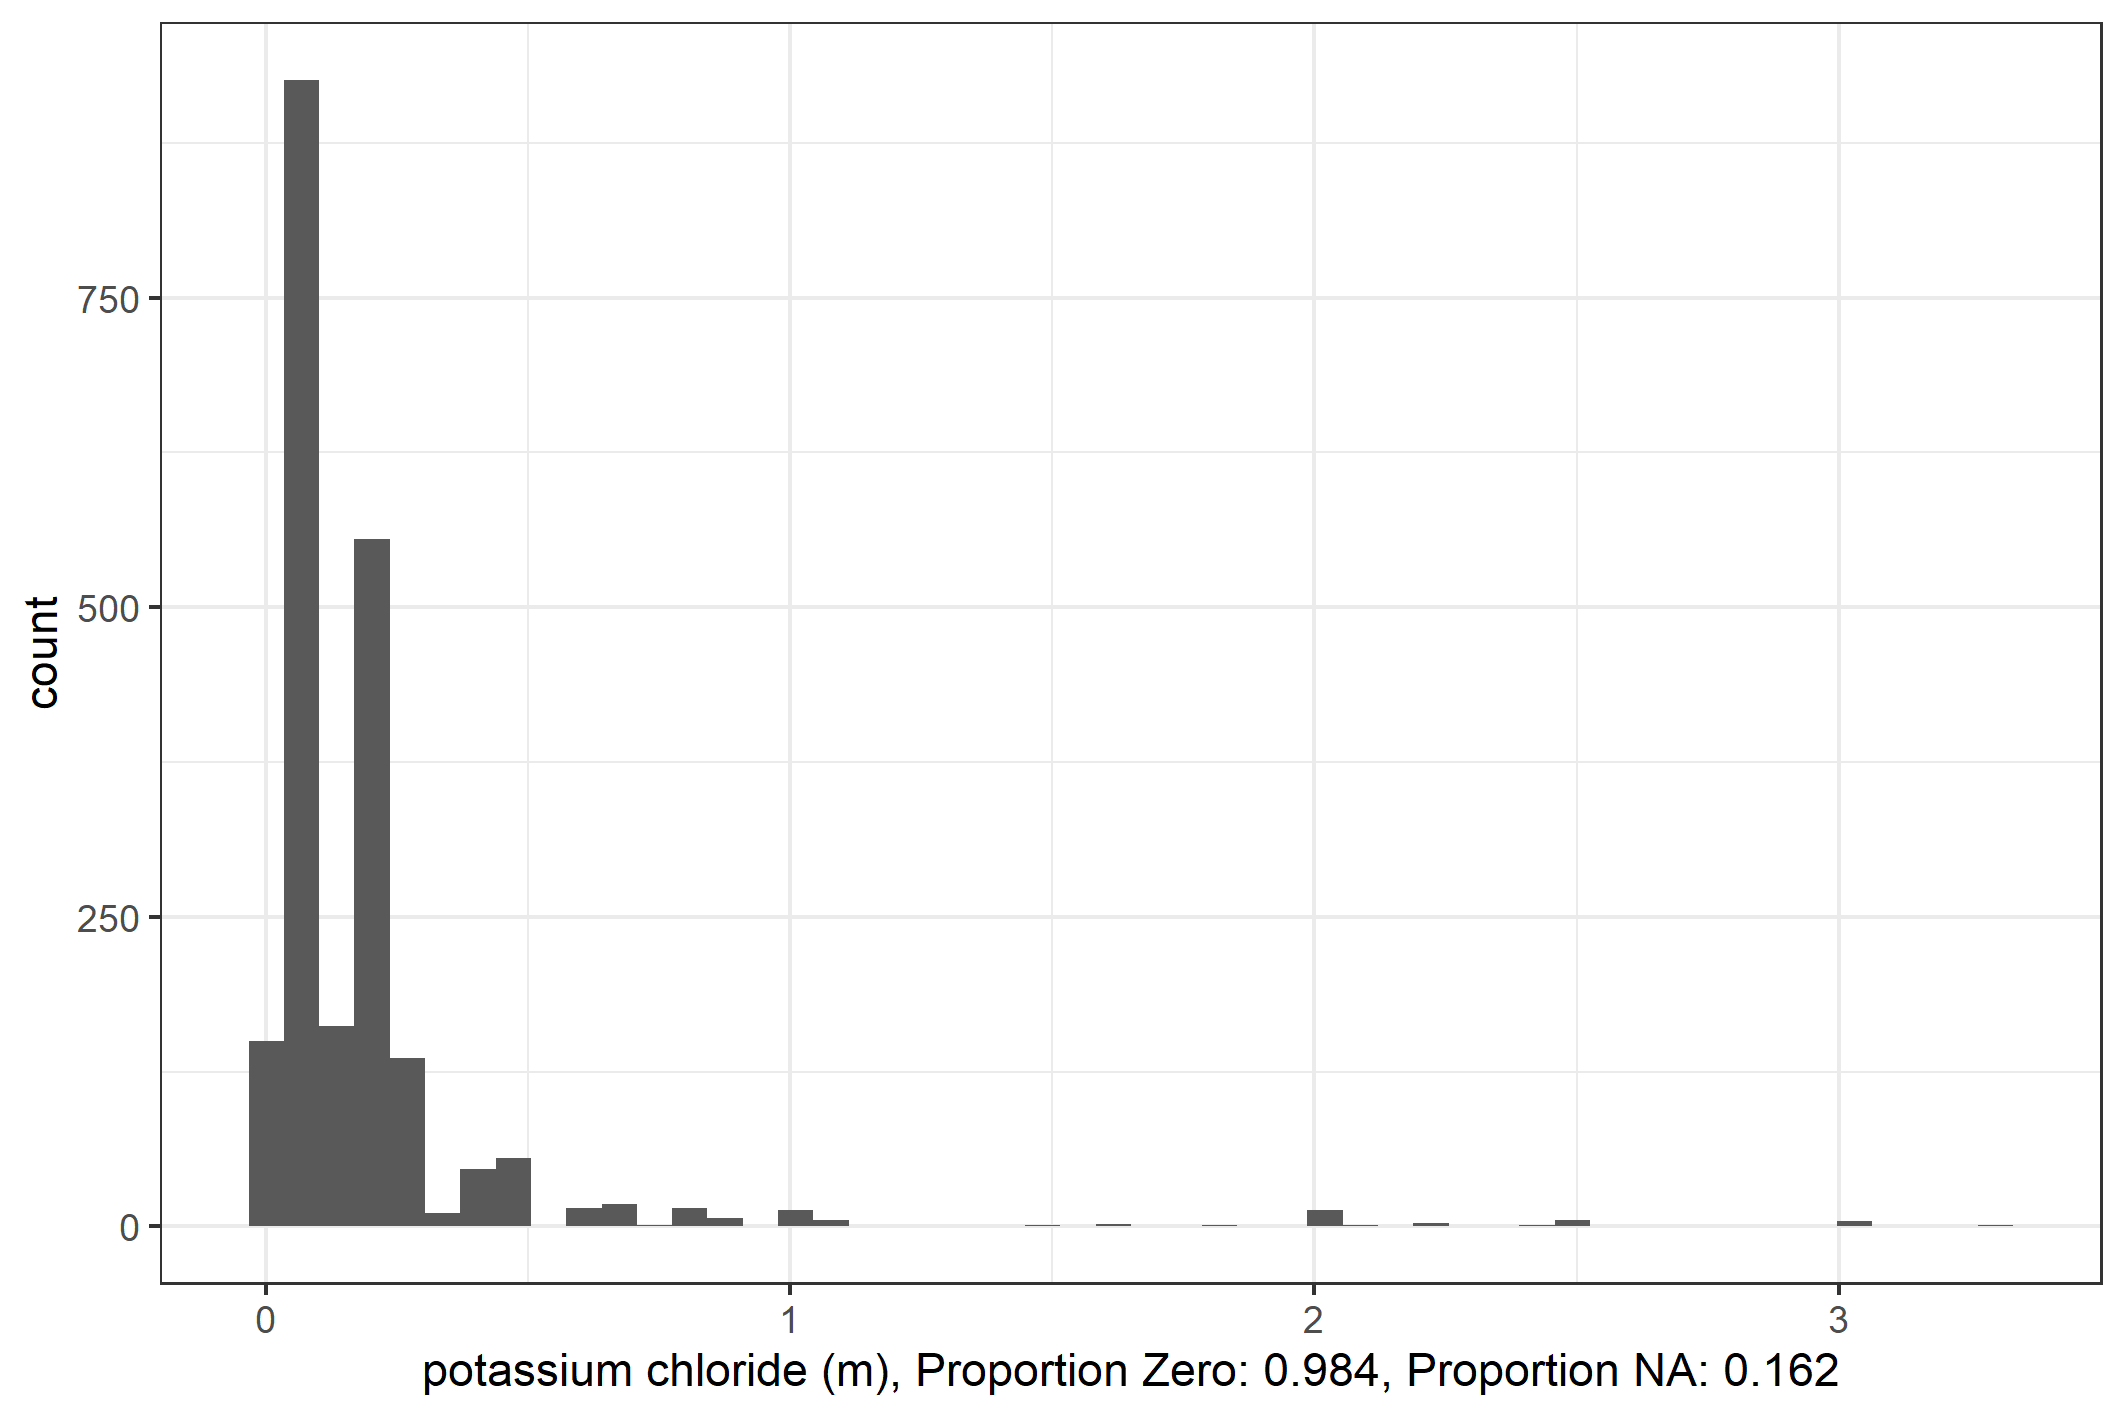 750
500
250
0
count
0 1 2 3
potassium chloride (m), Proportion Zero: 0.984, Proportion NA: 0.162